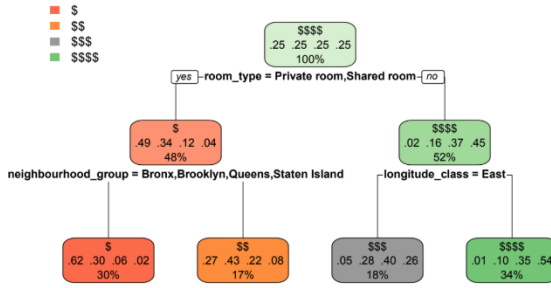 $
$$
$$$
$$$$
$$$$
.25 .25 .25 .25
100%
yes room_type = Private room,Shared room no
$
.49 .34 .12 .04
48%
$$$$
.02 .16 .37 .45
52%
neighbourhood_group = Bronx,Brooklyn,Queens,Staten Island
longitude_class = East
$
.62 .30 .06 .02
30%
$$
.27 .43 .22 .08
17%
$$$
.05 .28 .40 .26
18%
$$$$
.01 .10 .35 .54
34%